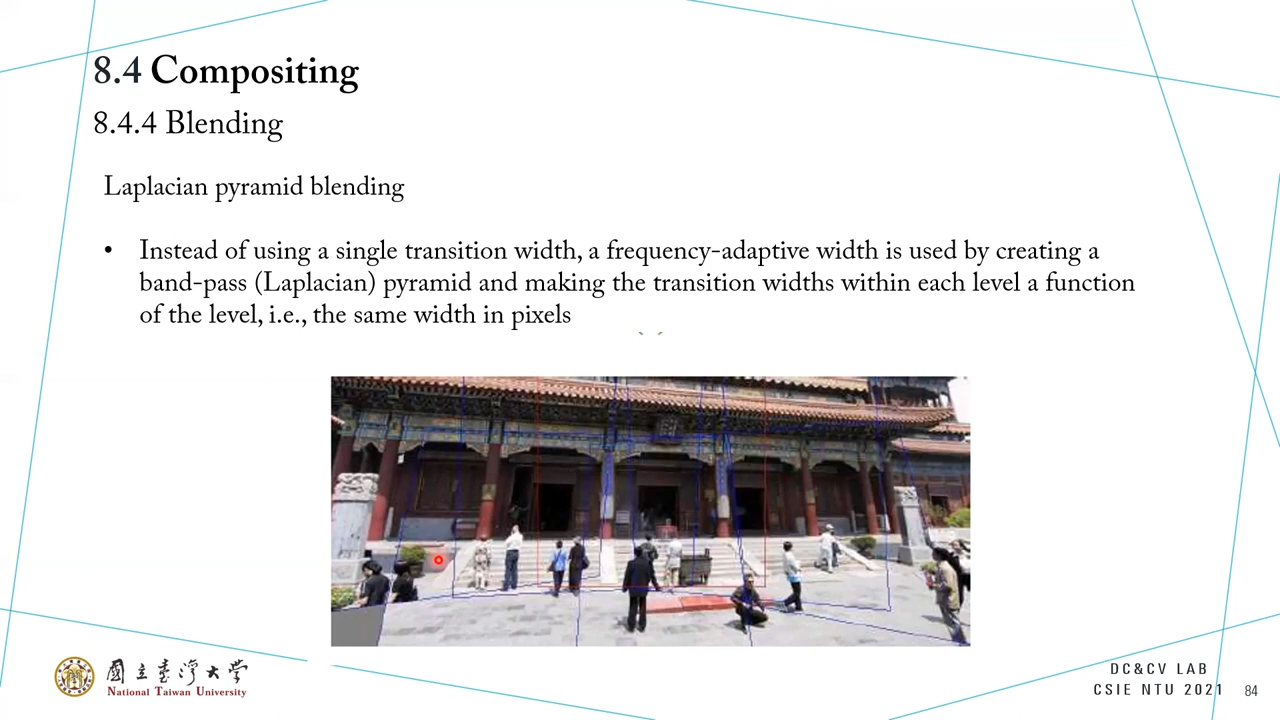 8.4 Compositing
8.4.4 Blending
Laplacian pyramid blending
• Instead of using a single transition width, a frequency-adaptive width is used by creating a
band-pass (Laplacian) pyramid and making the transition widths within each level a function
of the level, i.e., the same width in pixels
國立臺灣大學
National Taiwan University
DC&CV LAB
CSIE NTU 2021
84